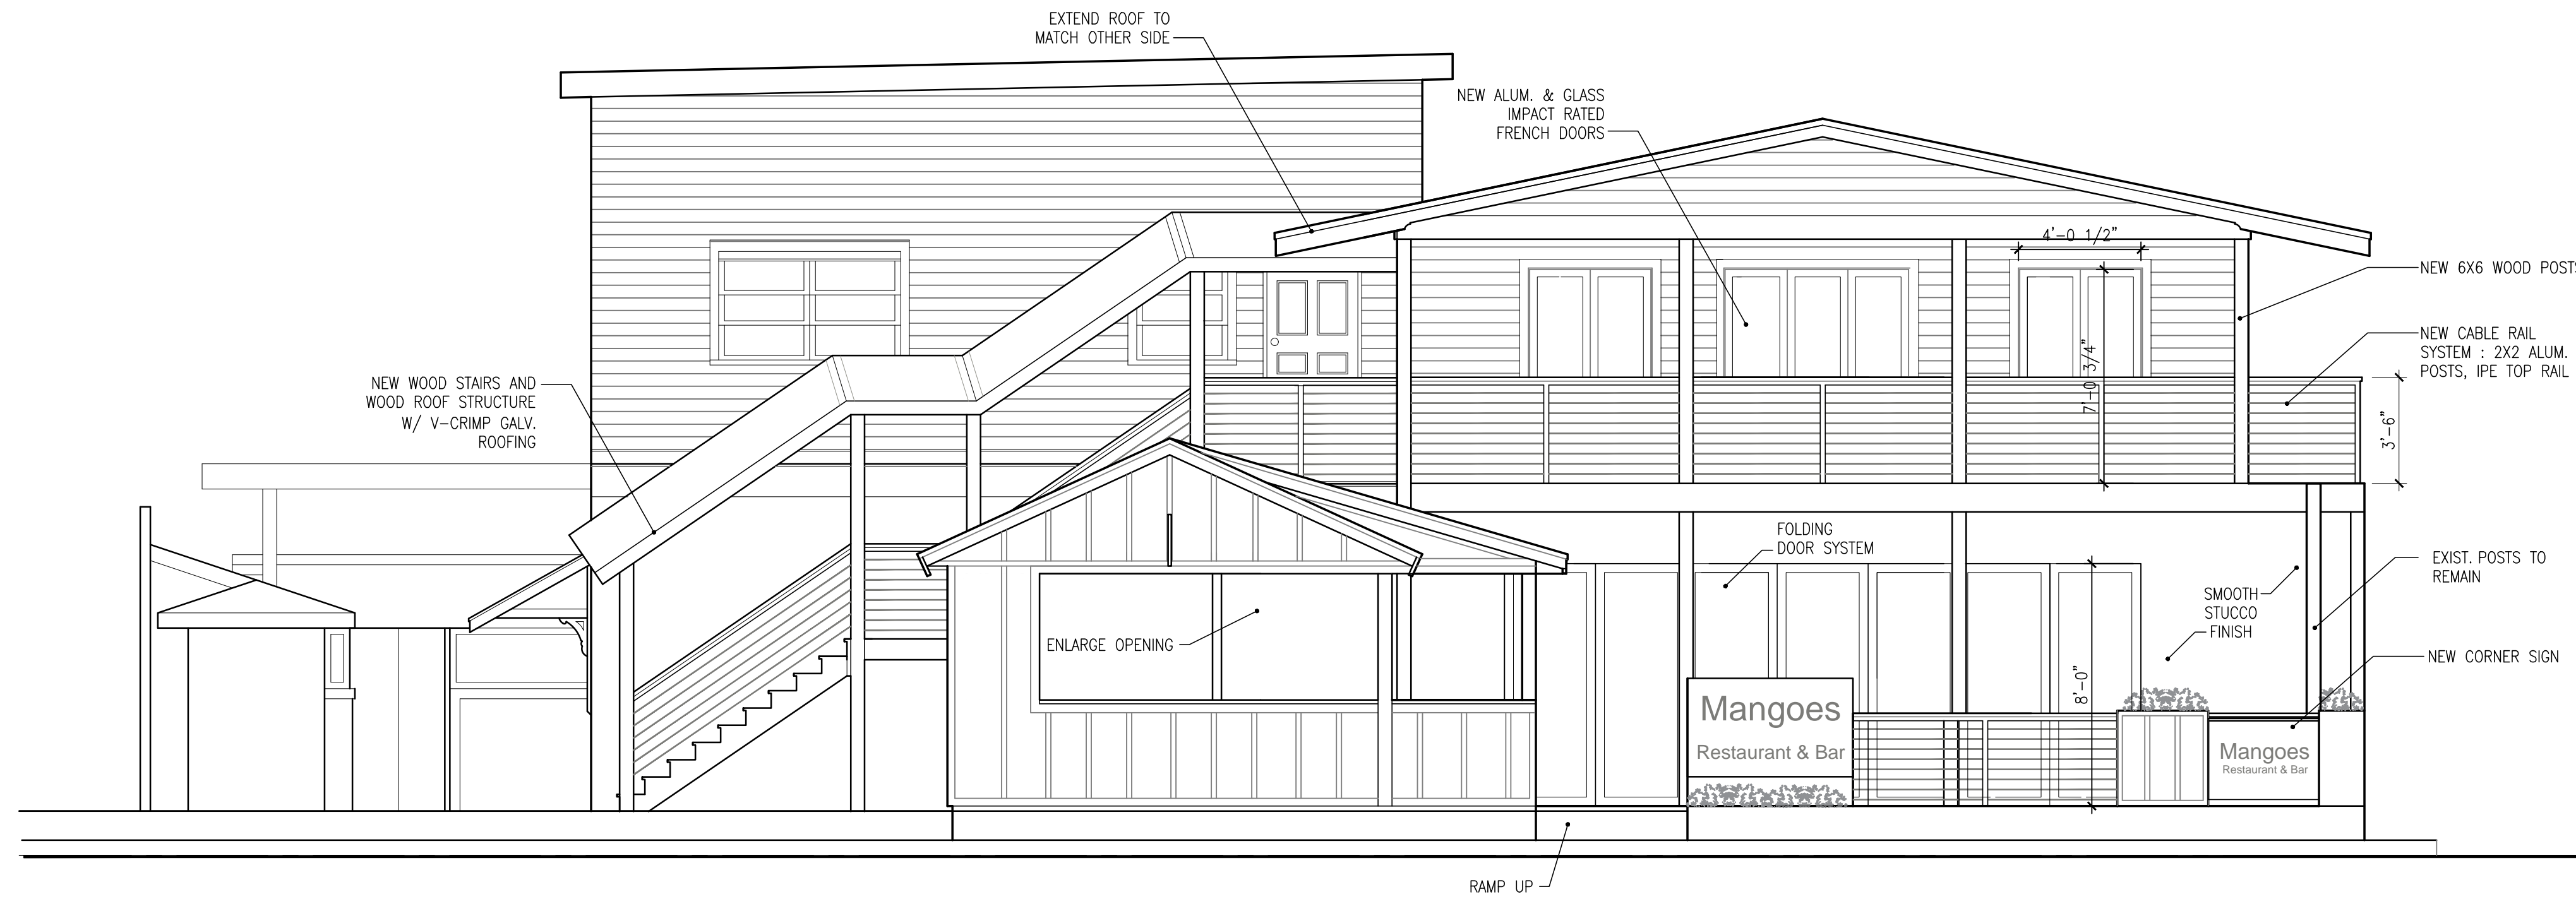 EXTEND ROOF TO
MATCH OTHER SIDE
NEW ALUM. & GLASS
IMPACT RATED
FRENCH DOORS
4'-0 1/2"
NEW 6X6 WOOD POSTS
NEW CABLE RAIL
SYSTEM : 2X2 ALUM.
POSTS, IPE TOP RAIL
7'-0 3/4"
3'-6"
NEW WOOD STAIRS AND
WOOD ROOF STRUCTURE
W/ V-CRIMP GALV.
ROOFING
FOLDING
DOOR SYSTEM
EXIST. POSTS TO
REMAIN
SMOOTH
STUCCO
FINISH
ENLARGE OPENING
NEW CORNER SIGN
8'-0"
Mangoes
Restaurant & Bar
Mangoes
Restaurant & Bar
RAMP UP